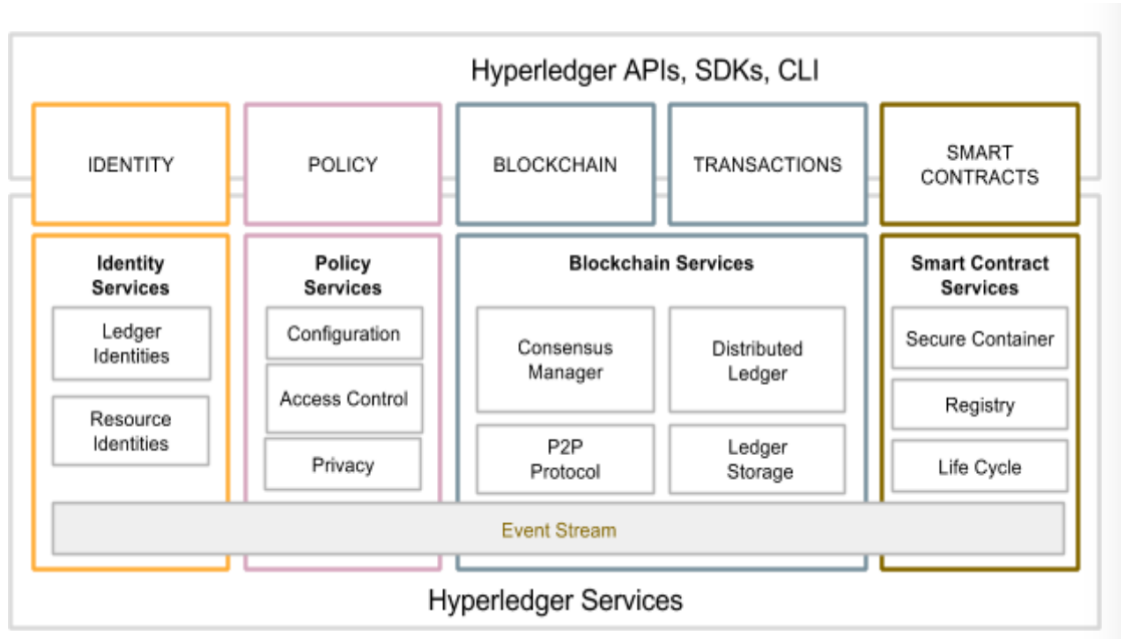 Hyperledger APIs, SDKs, CLI
IDENTITY
POLICY
BLOCKCHAIN
TRANSACTIONS
SMART
CONTRACTS
Identity
Services
Ledger
Identities
Resource
Identities
Policy
Services
Configuration
Access Control
Privacy
Blockchain Services
Consensus
Manager
Distributed
Ledger
P2P
Protocol
Ledger
Storage
Smart Contract
Services
Secure Container
Registry
Life Cycle
Event Stream
Hyperledger Services